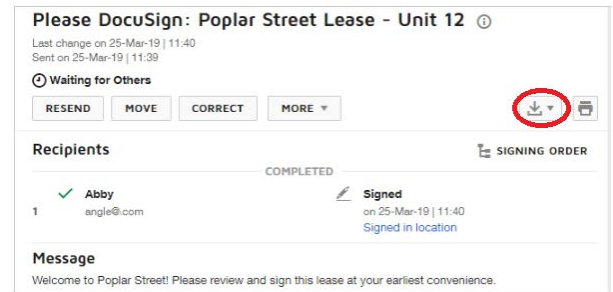 Please DocuSign: Poplar Street Lease - Unit 12
Last change on 25-Mar-19 | 11:40
Sent on 25-Mar-19 | 11:39
Waiting for Others
RESEND MOVE CORRECT MORE
Recipients SIGNING ORDER
COMPLETED
Abby Signed
1 angle@.com on 25-Mar-19 | 11:40
Signed in location
Message
Welcome to Poplar Street! Please review and sign this lease at your earliest convenience.